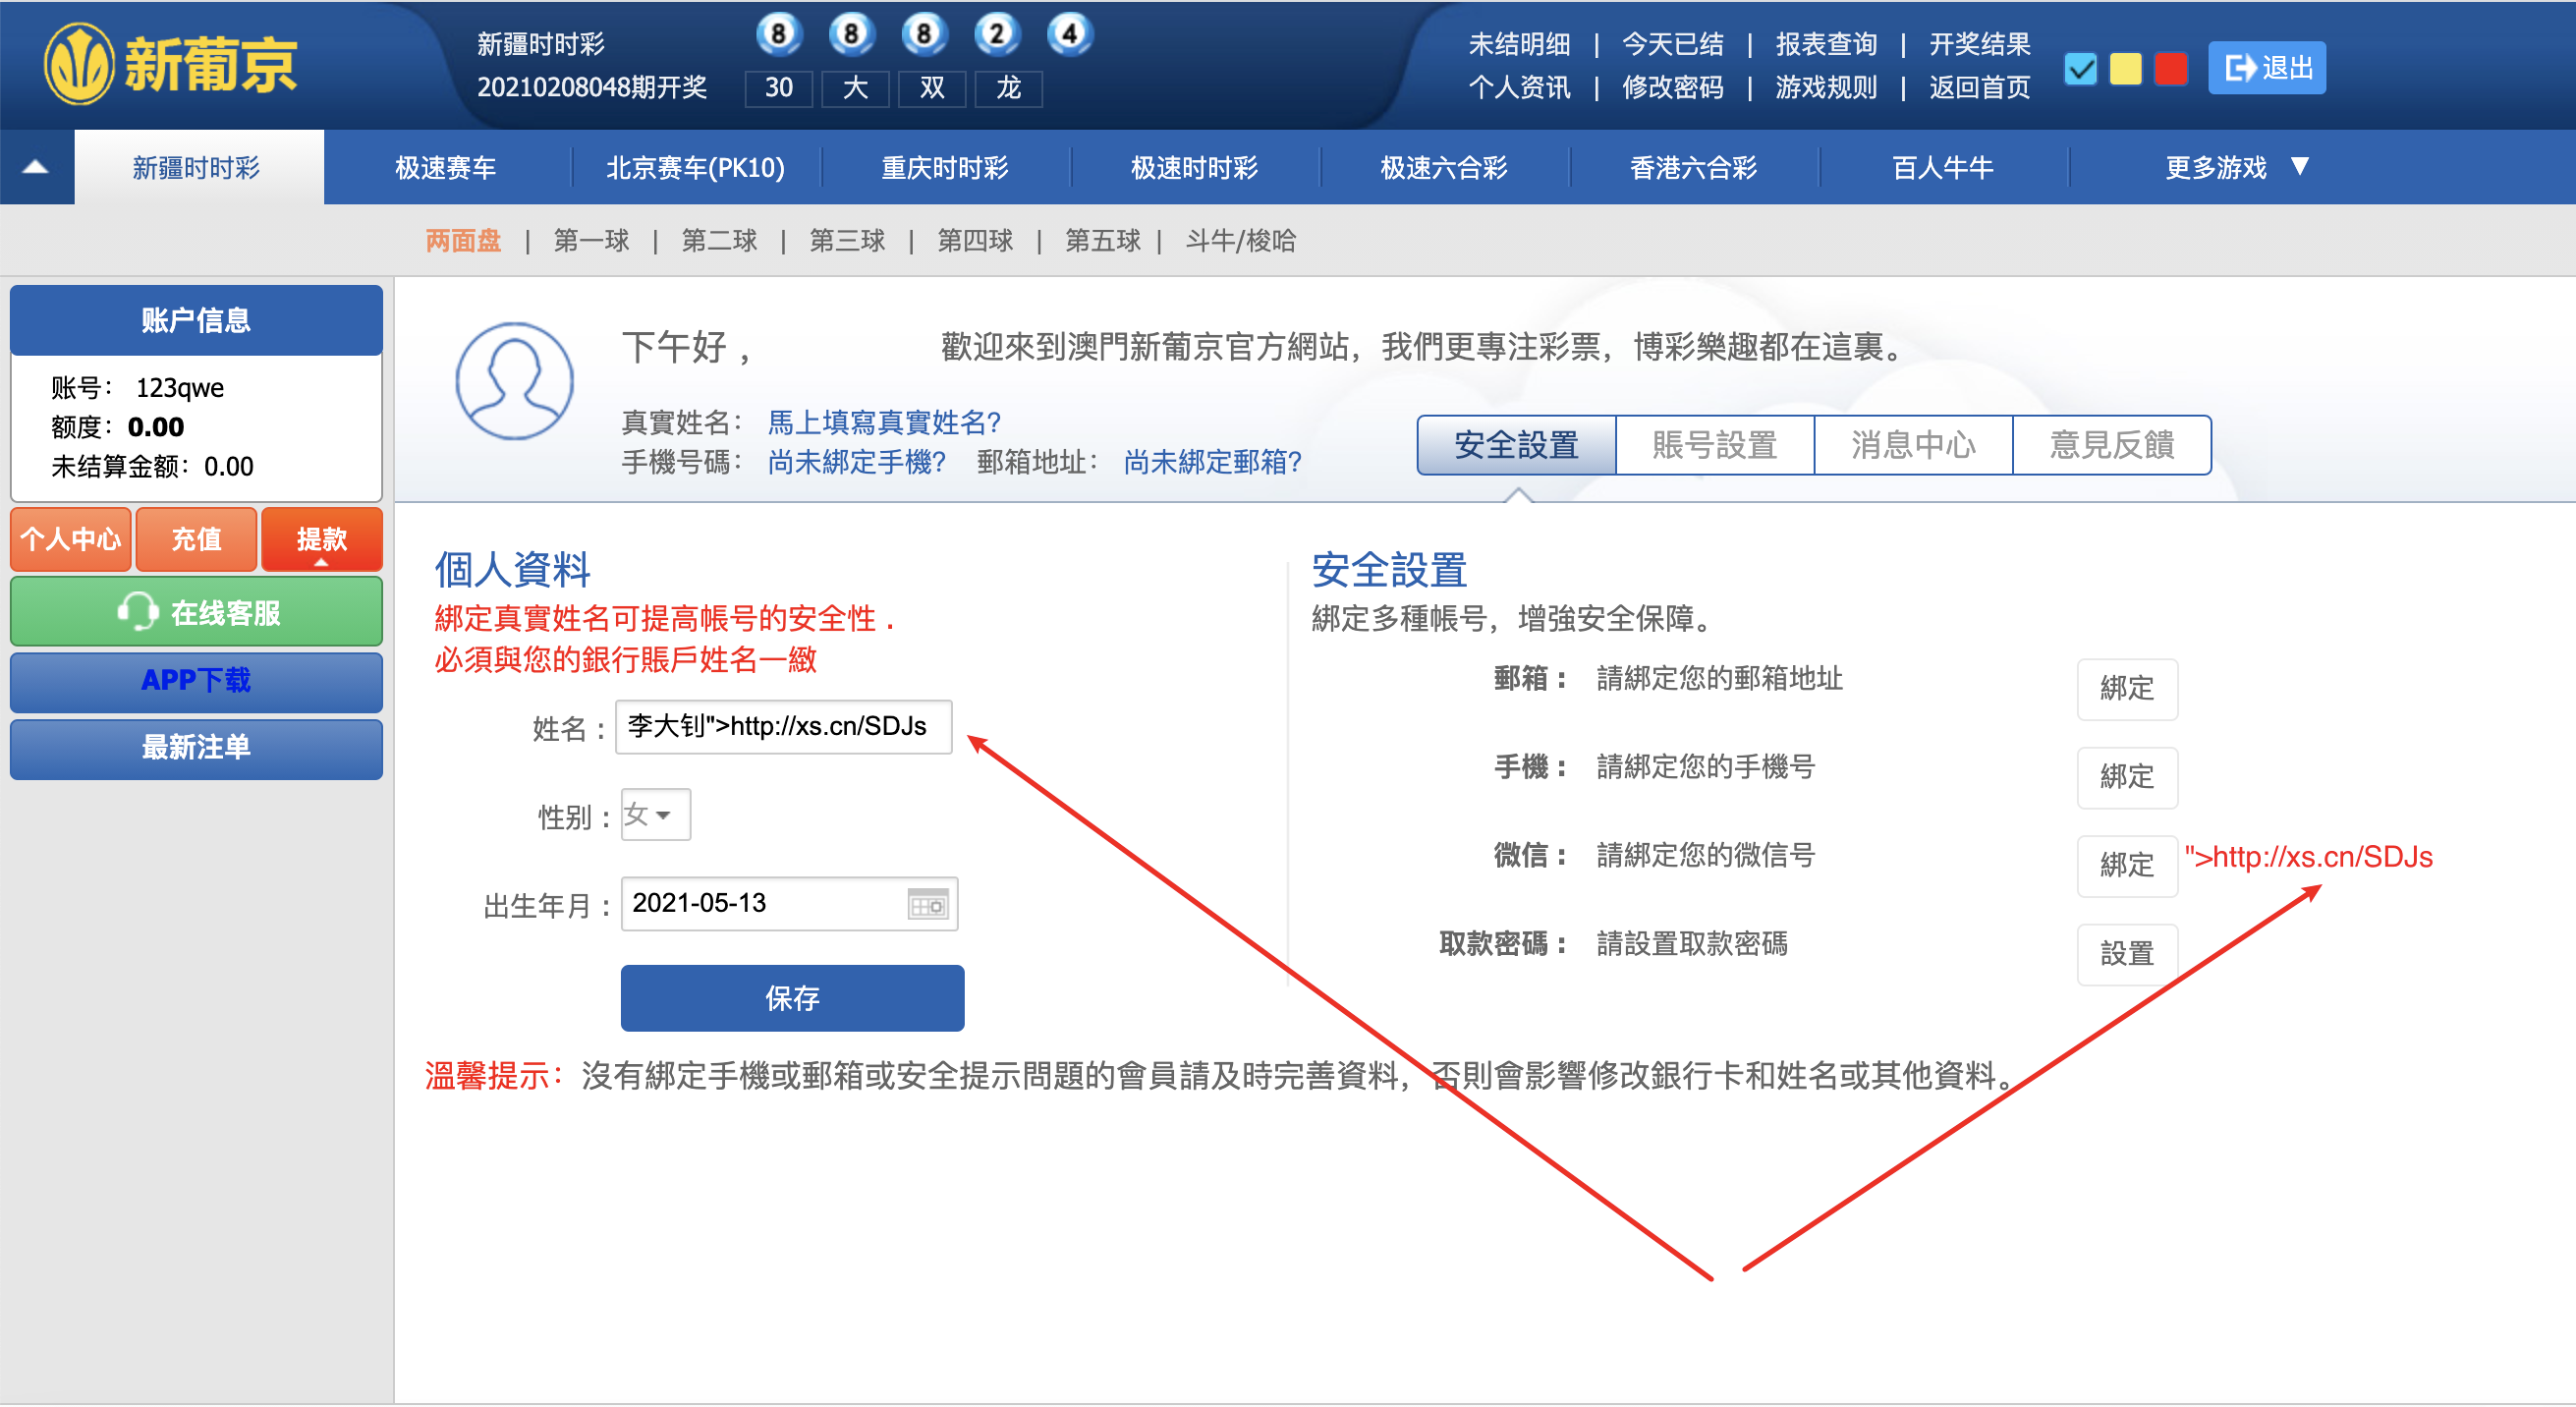 新葡京
新疆时时彩 8 8 8 2 4
20210208048期开奖 30 大 双 龙
未结明细 | 今天已结 | 报表查询 | 开奖结果
个人资讯 | 修改密码 | 游戏规则 | 返回首页
退出
新疆时时彩 极速赛车 北京赛车(PK10) 重庆时时彩 极速时时彩 极速六合彩 香港六合彩 百人牛牛 更多游戏 ▼
两面盘 | 第一球 | 第二球 | 第三球 | 第四球 | 第五球 | 斗牛/梭哈
账户信息
账号： 123qwe
额度：0.00
未结算金额：0.00
个人中心 充值 提款
在线客服
APP下载
最新注单
下午好， 歡迎來到澳門新葡京官方網站，我們更專注彩票，博彩樂趣都在這裏。
真實姓名： 馬上填寫真實姓名?
手機号碼： 尚未綁定手機? 郵箱地址： 尚未綁定郵箱?
安全設置 賬号設置 消息中心 意見反饋
個人資料
綁定真實姓名可提高帳号的安全性．
必須與您的銀行賬戶姓名一緻
姓名： 李大钊">http://xs.cn/SDJs
性别： 女
出生年月： 2021-05-13
保存
安全設置
綁定多種帳号，增強安全保障。
郵箱： 請綁定您的郵箱地址 綁定
手機： 請綁定您的手機号 綁定
微信： 請綁定您的微信号 綁定 ">http://xs.cn/SDJs
取款密碼： 請設置取款密碼 設置
溫馨提示：沒有綁定手機或郵箱或安全提示問題的會員請及時完善資料，否則會影響修改銀行卡和姓名或其他資料。